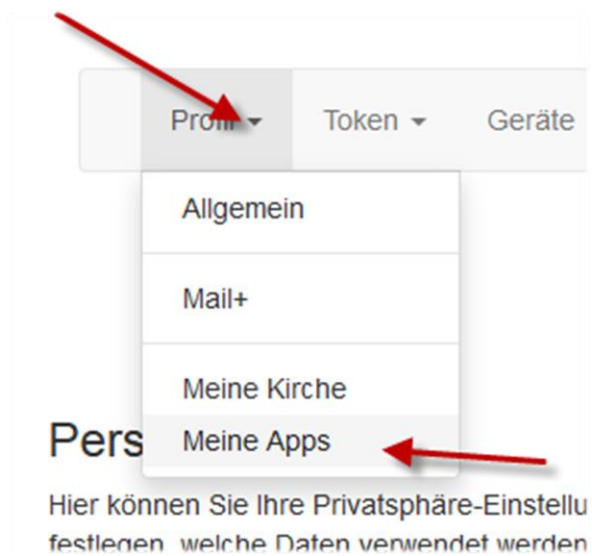 Profil Token Geräte
Allgemein
Mail+
Meine Kirche
Meine Apps
Pers
Hier können Sie Ihre Privatsphäre-Einstellu
festlegen, welche Daten verwendet werden